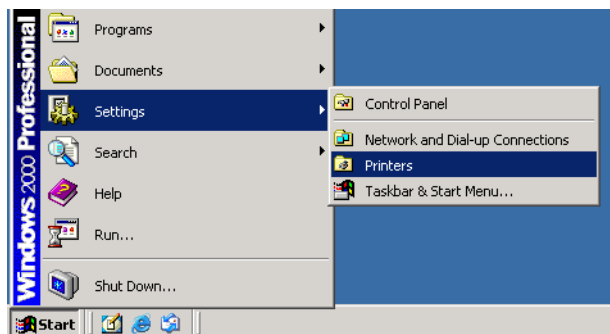 Windows 2000 Professional
Programs
Documents
Settings
Search
Help
Run...
Shut Down...
Control Panel
Network and Dial-up Connections
Printers
Taskbar & Start Menu...
Start